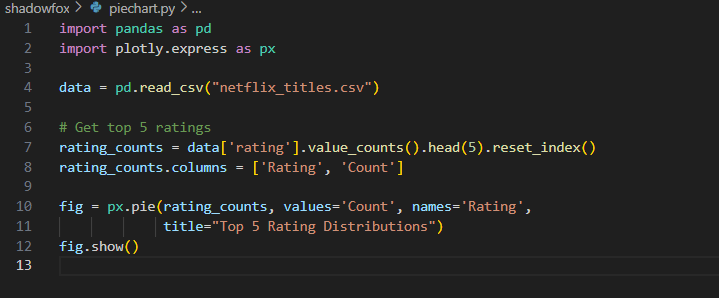 shadowfox > piechart.py > ...
1 import pandas as pd
2 import plotly.express as px
3
4 data = pd.read_csv("netflix_titles.csv")
5
6 # Get top 5 ratings
7 rating_counts = data['rating'].value_counts().head(5).reset_index()
8 rating_counts.columns = ['Rating', 'Count']
9
10 fig = px.pie(rating_counts, values='Count', names='Rating',
11              title="Top 5 Rating Distributions")
12 fig.show()
13